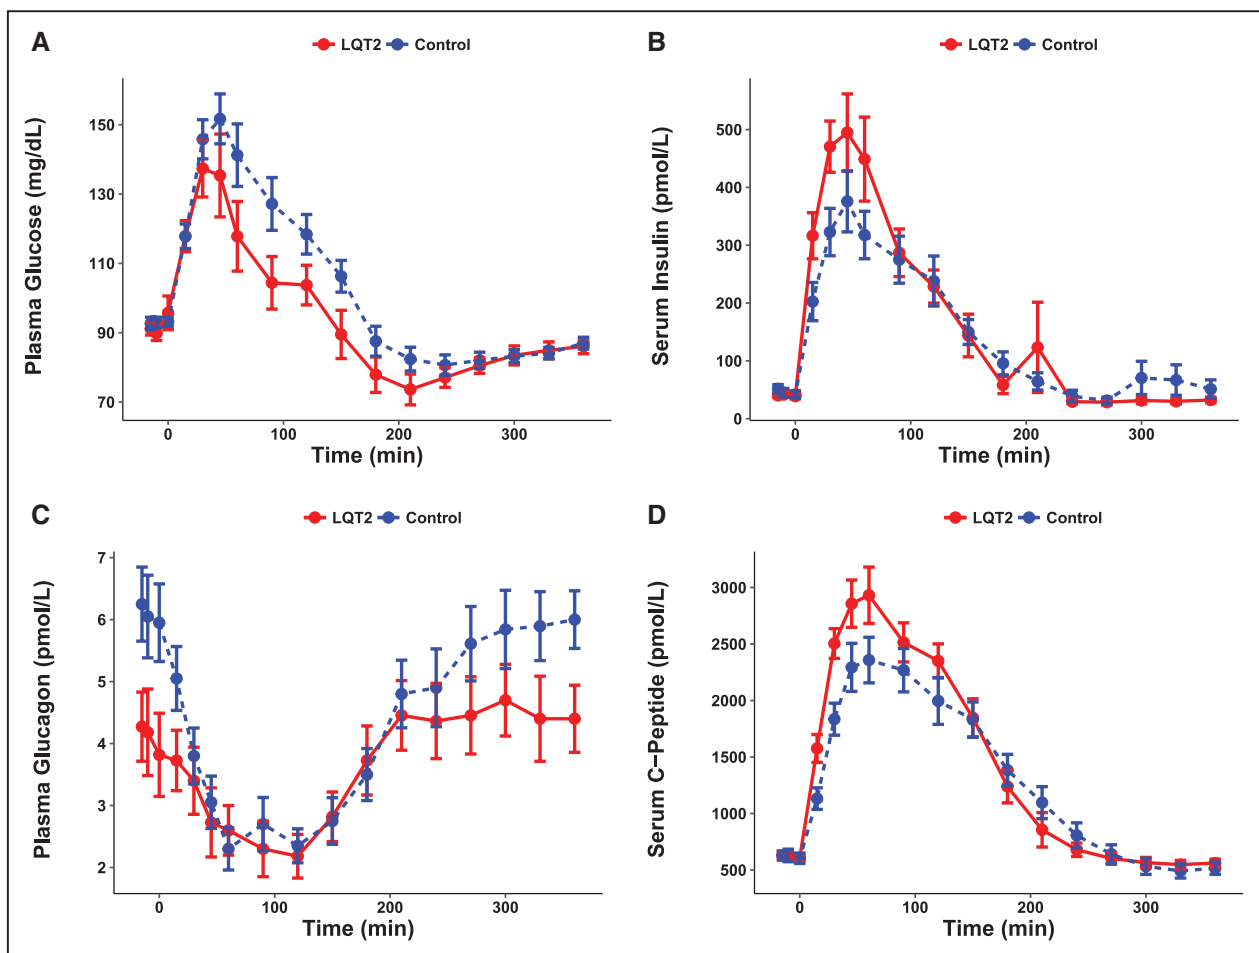 A
LQT2 Control
Plasma Glucose (mg/dL)
150
130
110
90
70
0 100 200 300
Time (min)
B
LQT2 Control
Serum Insulin (pmol/L)
500
400
300
200
100
0
0 100 200 300
Time (min)
C
LQT2 Control
Plasma Glucagon (pmol/L)
7
6
5
4
3
2
0 100 200 300
Time (min)
D
LQT2 Control
Serum C−Peptide (pmol/L)
3000
2500
2000
1500
1000
500
0 100 200 300
Time (min)